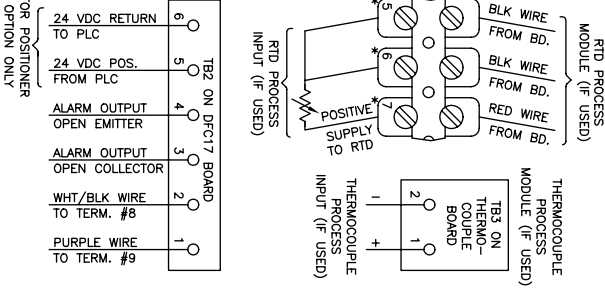 24 VDC RETURN
TO PLC
24 VDC POS.
FROM PLC
ALARM OUTPUT
OPEN EMITTER
ALARM OUTPUT
OPEN COLLECTOR
WHT/BLK WIRE
TO TERM. #8
PURPLE WIRE
TO TERM. #9
OR POSITIONER
OPTION ONLY
6
5
4
3
2
1
TB2 ON DFC17 BOARD
RTD PROCESS
INPUT (IF
USED)
*5
*6
*7
POSITIVE
SUPPLY
TO RTD
BLK WIRE
FROM BD.
BLK WIRE
FROM BD.
RED WIRE
FROM BD.
RTD PROCESS
MODULE (IF USED)
THERMOCOUPLE
PROCESS
INPUT (IF USED)
-
+
2
1
TB3 ON
THERMO-
COUPLE
BOARD
THERMOCOUPLE
PROCESS
MODULE (IF USED)